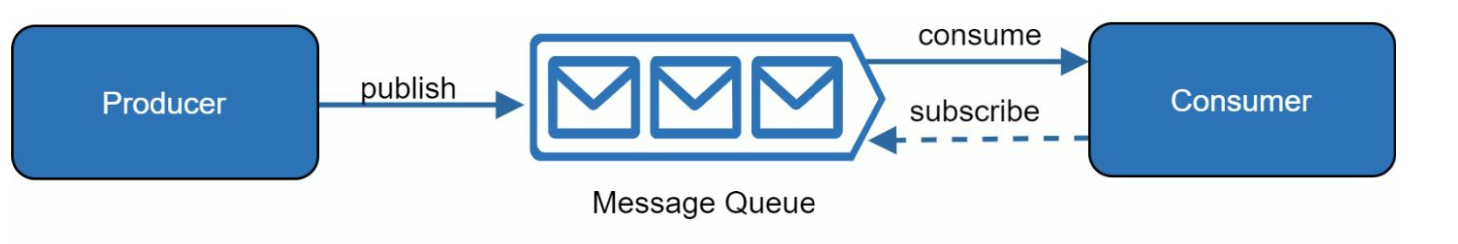 Producer
publish
consume
subscribe
Consumer
Message Queue